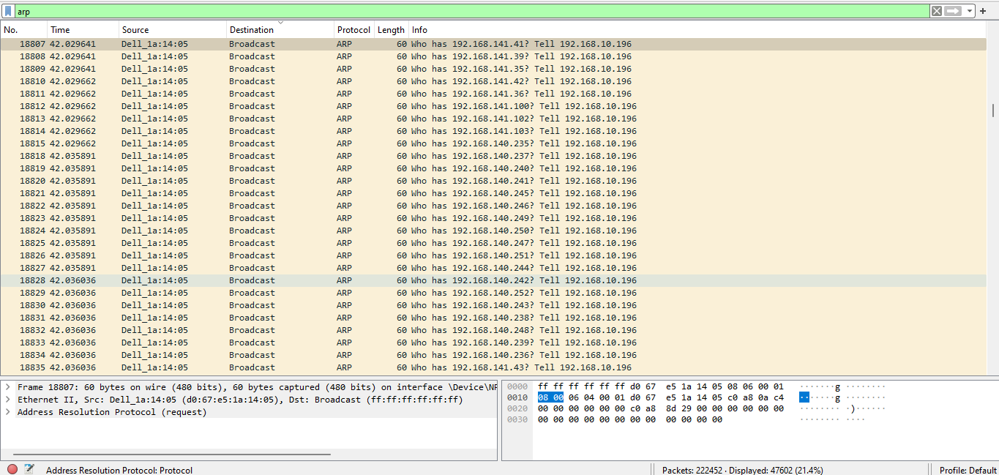 arp
No. Time Source Destination Protocol Length Info
18807 42.029641 Dell_1a:14:05 Broadcast ARP 60 Who has 192.168.141.41? Tell 192.168.10.196
18808 42.029641 Dell_1a:14:05 Broadcast ARP 60 Who has 192.168.141.39? Tell 192.168.10.196
18809 42.029641 Dell_1a:14:05 Broadcast ARP 60 Who has 192.168.141.35? Tell 192.168.10.196
18810 42.029662 Dell_1a:14:05 Broadcast ARP 60 Who has 192.168.141.42? Tell 192.168.10.196
18811 42.029662 Dell_1a:14:05 Broadcast ARP 60 Who has 192.168.141.36? Tell 192.168.10.196
18812 42.029662 Dell_1a:14:05 Broadcast ARP 60 Who has 192.168.141.100? Tell 192.168.10.196
18813 42.029662 Dell_1a:14:05 Broadcast ARP 60 Who has 192.168.141.102? Tell 192.168.10.196
18814 42.029662 Dell_1a:14:05 Broadcast ARP 60 Who has 192.168.141.103? Tell 192.168.10.196
18815 42.029662 Dell_1a:14:05 Broadcast ARP 60 Who has 192.168.140.235? Tell 192.168.10.196
18818 42.035891 Dell_1a:14:05 Broadcast ARP 60 Who has 192.168.140.237? Tell 192.168.10.196
18819 42.035891 Dell_1a:14:05 Broadcast ARP 60 Who has 192.168.140.240? Tell 192.168.10.196
18820 42.035891 Dell_1a:14:05 Broadcast ARP 60 Who has 192.168.140.241? Tell 192.168.10.196
18821 42.035891 Dell_1a:14:05 Broadcast ARP 60 Who has 192.168.140.245? Tell 192.168.10.196
18822 42.035891 Dell_1a:14:05 Broadcast ARP 60 Who has 192.168.140.246? Tell 192.168.10.196
18823 42.035891 Dell_1a:14:05 Broadcast ARP 60 Who has 192.168.140.249? Tell 192.168.10.196
18824 42.035891 Dell_1a:14:05 Broadcast ARP 60 Who has 192.168.140.250? Tell 192.168.10.196
18825 42.035891 Dell_1a:14:05 Broadcast ARP 60 Who has 192.168.140.247? Tell 192.168.10.196
18826 42.035891 Dell_1a:14:05 Broadcast ARP 60 Who has 192.168.140.251? Tell 192.168.10.196
18827 42.035891 Dell_1a:14:05 Broadcast ARP 60 Who has 192.168.140.244? Tell 192.168.10.196
18828 42.036036 Dell_1a:14:05 Broadcast ARP 60 Who has 192.168.140.242? Tell 192.168.10.196
18829 42.036036 Dell_1a:14:05 Broadcast ARP 60 Who has 192.168.140.252? Tell 192.168.10.196
18830 42.036036 Dell_1a:14:05 Broadcast ARP 60 Who has 192.168.140.243? Tell 192.168.10.196
18831 42.036036 Dell_1a:14:05 Broadcast ARP 60 Who has 192.168.140.238? Tell 192.168.10.196
18832 42.036036 Dell_1a:14:05 Broadcast ARP 60 Who has 192.168.140.248? Tell 192.168.10.196
18833 42.036036 Dell_1a:14:05 Broadcast ARP 60 Who has 192.168.140.239? Tell 192.168.10.196
18834 42.036036 Dell_1a:14:05 Broadcast ARP 60 Who has 192.168.140.236? Tell 192.168.10.196
18835 42.036036 Dell_1a:14:05 Broadcast ARP 60 Who has 192.168.141.43? Tell 192.168.10.196
Frame 18807: 60 bytes on wire (480 bits), 60 bytes captured (480 bits) on interface \Device\NP
Ethernet II, Src: Dell_1a:14:05 (d0:67:e5:1a:14:05), Dst: Broadcast (ff:ff:ff:ff:ff:ff)
Address Resolution Protocol (request)
0000 ff ff ff ff ff ff d0 67 e5 1a 14 05 08 06 00 01 ·······g ········
0010 08 00 06 04 00 01 d0 67 e5 1a 14 05 c0 a8 0a c4 ·······g ········
0020 00 00 00 00 00 00 c0 a8 8d 29 00 00 00 00 00 00 ········ ·)······
0030 00 00 00 00 00 00 00 00 00 00 00 00 ········ ····
Address Resolution Protocol: Protocol
Packets: 222452 · Displayed: 47602 (21.4%)
Profile: Default